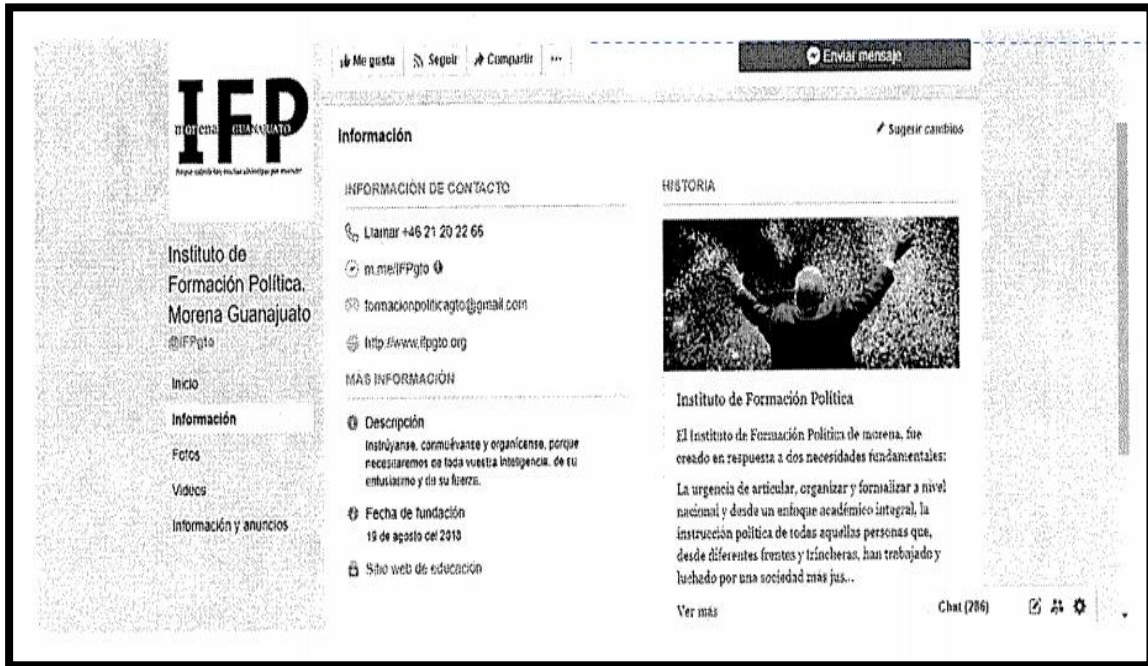 Me gusta Seguir Compartir ...
Enviar mensaje
IFP
morena GUANAJUATO
Instituto de
Formación Política.
Morena Guanajuato
@IFPgto
Inicio
Información
Fotos
Videos
Información y anuncios
Información
Sugerir cambios
INFORMACIÓN DE CONTACTO
Llamar +46 21 20 22 66
m.me/IFPgto
formacionpoliticagto@gmail.com
http://www.ifpgto.org
MÁS INFORMACIÓN
Descripción
Instrúyanse, conmuévanse y organícense, porque
necesitaremos de toda vuestra inteligencia, de su
entusiasmo y de su fuerza.
Fecha de fundación
19 de agosto del 2018
Sitio web de educación
HISTORIA
Instituto de Formación Política
El Instituto de Formación Política de morena, fue
creado en respuesta a dos necesidades fundamentales:
La urgencia de articular, organizar y formalizar a nivel
nacional y desde un enfoque académico integral, la
instrucción política de todas aquellas personas que,
desde diferentes frentes y trincheras, han trabajado y
luchado por una sociedad más jus...
Ver más
Chat (286)